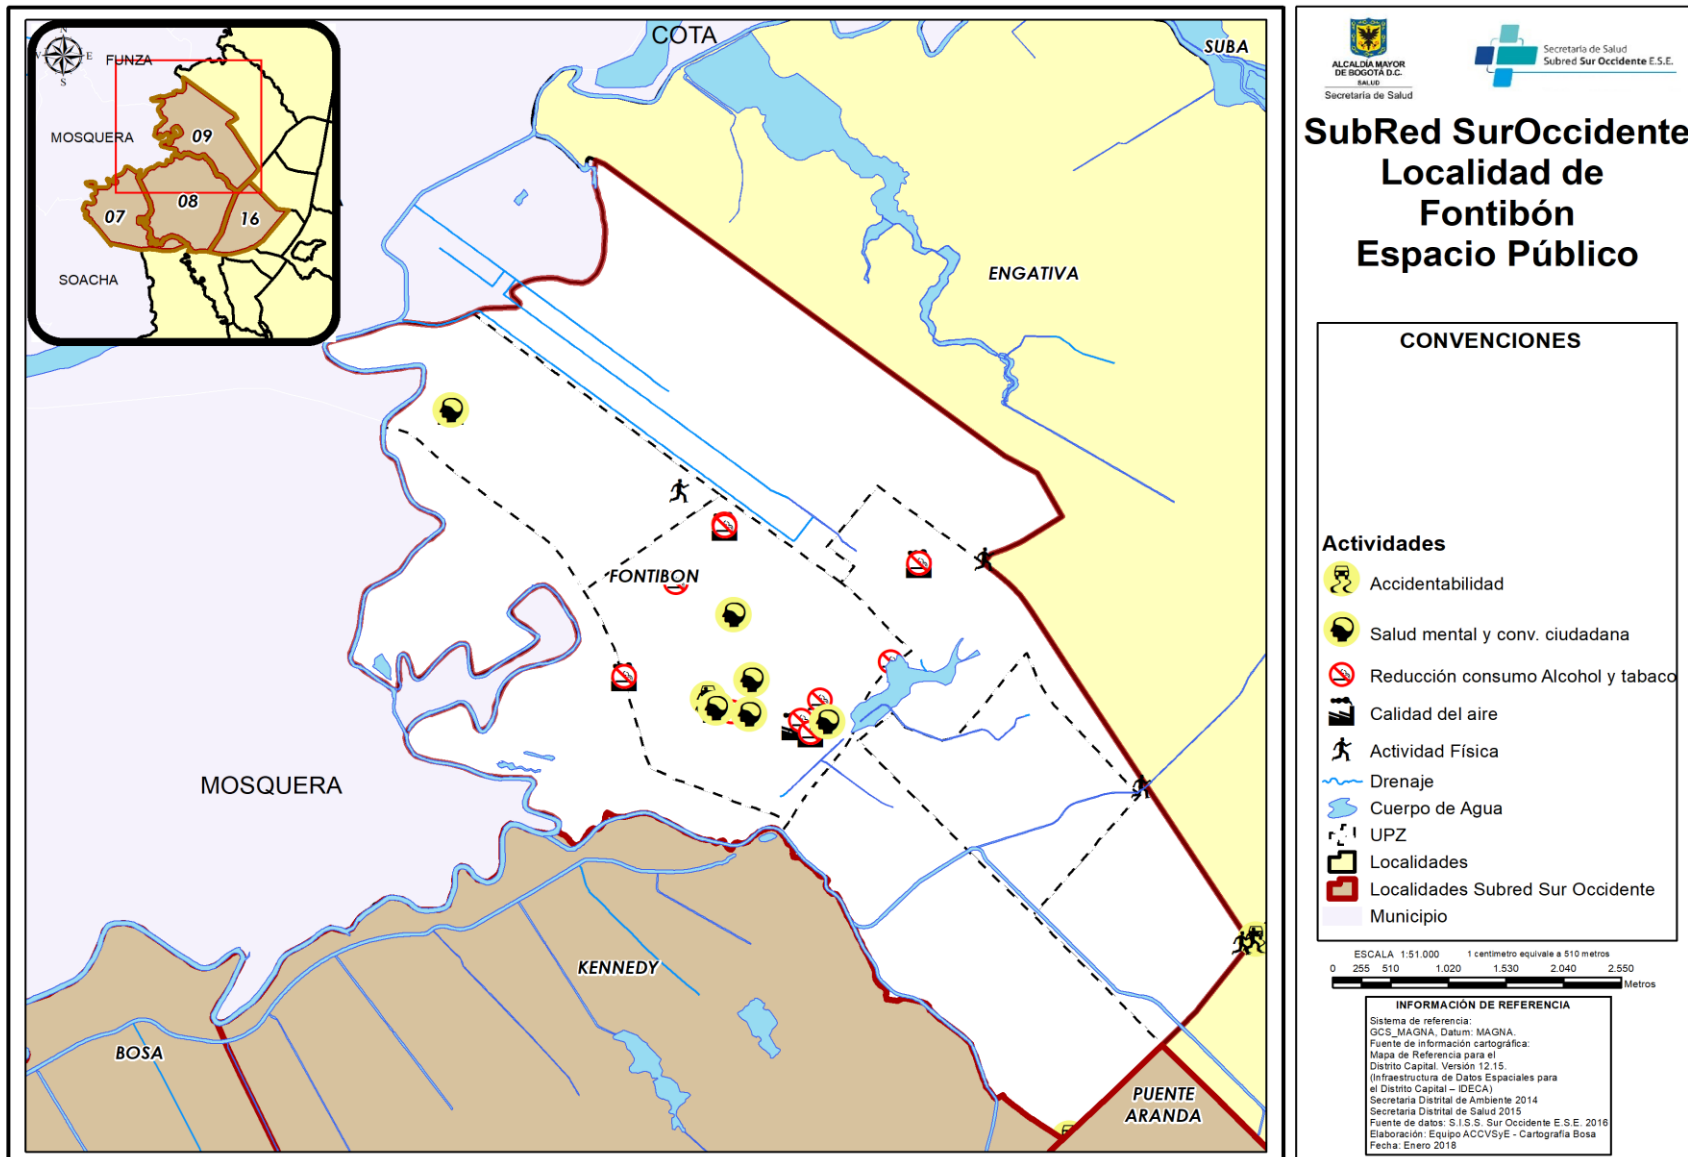 N
W
E
S
FUNZA
MOSQUERA
09
07
08
16
SOACHA
COTA
SUBA
ENGATIVA
FONTIBON
MOSQUERA
KENNEDY
BOSA
PUENTE
ARANDA
ALCALDÍA MAYOR
DE BOGOTÁ D.C.
SALUD
Secretaría de Salud
Secretaría de Salud
Subred Sur Occidente E.S.E.
SubRed SurOccidente
Localidad de
Fontibón
Espacio Público
CONVENCIONES
Actividades
Accidentabilidad
Salud mental y conv. ciudadana
Reducción consumo Alcohol y tabaco
Calidad del aire
Actividad Física
Drenaje
Cuerpo de Agua
UPZ
Localidades
Localidades Subred Sur Occidente
Municipio
ESCALA 1:51.000 1 centimetro equivale a 510 metros
0 255 510 1.020 1.530 2.040 2.550
Metros
INFORMACIÓN DE REFERENCIA
Sistema de referencia:
GCS_MAGNA, Datum: MAGNA.
Fuente de información cartográfica:
Mapa de Referencia para el
Distrito Capital. Versión 12.15.
(Infraestructura de Datos Espaciales para
el Distrito Capital – IDECA)
Secretaria Distrital de Ambiente 2014
Secretaria Distrital de Salud 2015
Fuente de datos: S.I.S.S. Sur Occidente E.S.E. 2016
Elaboración: Equipo ACCVSyE - Cartografía Bosa
Fecha: Enero 2018